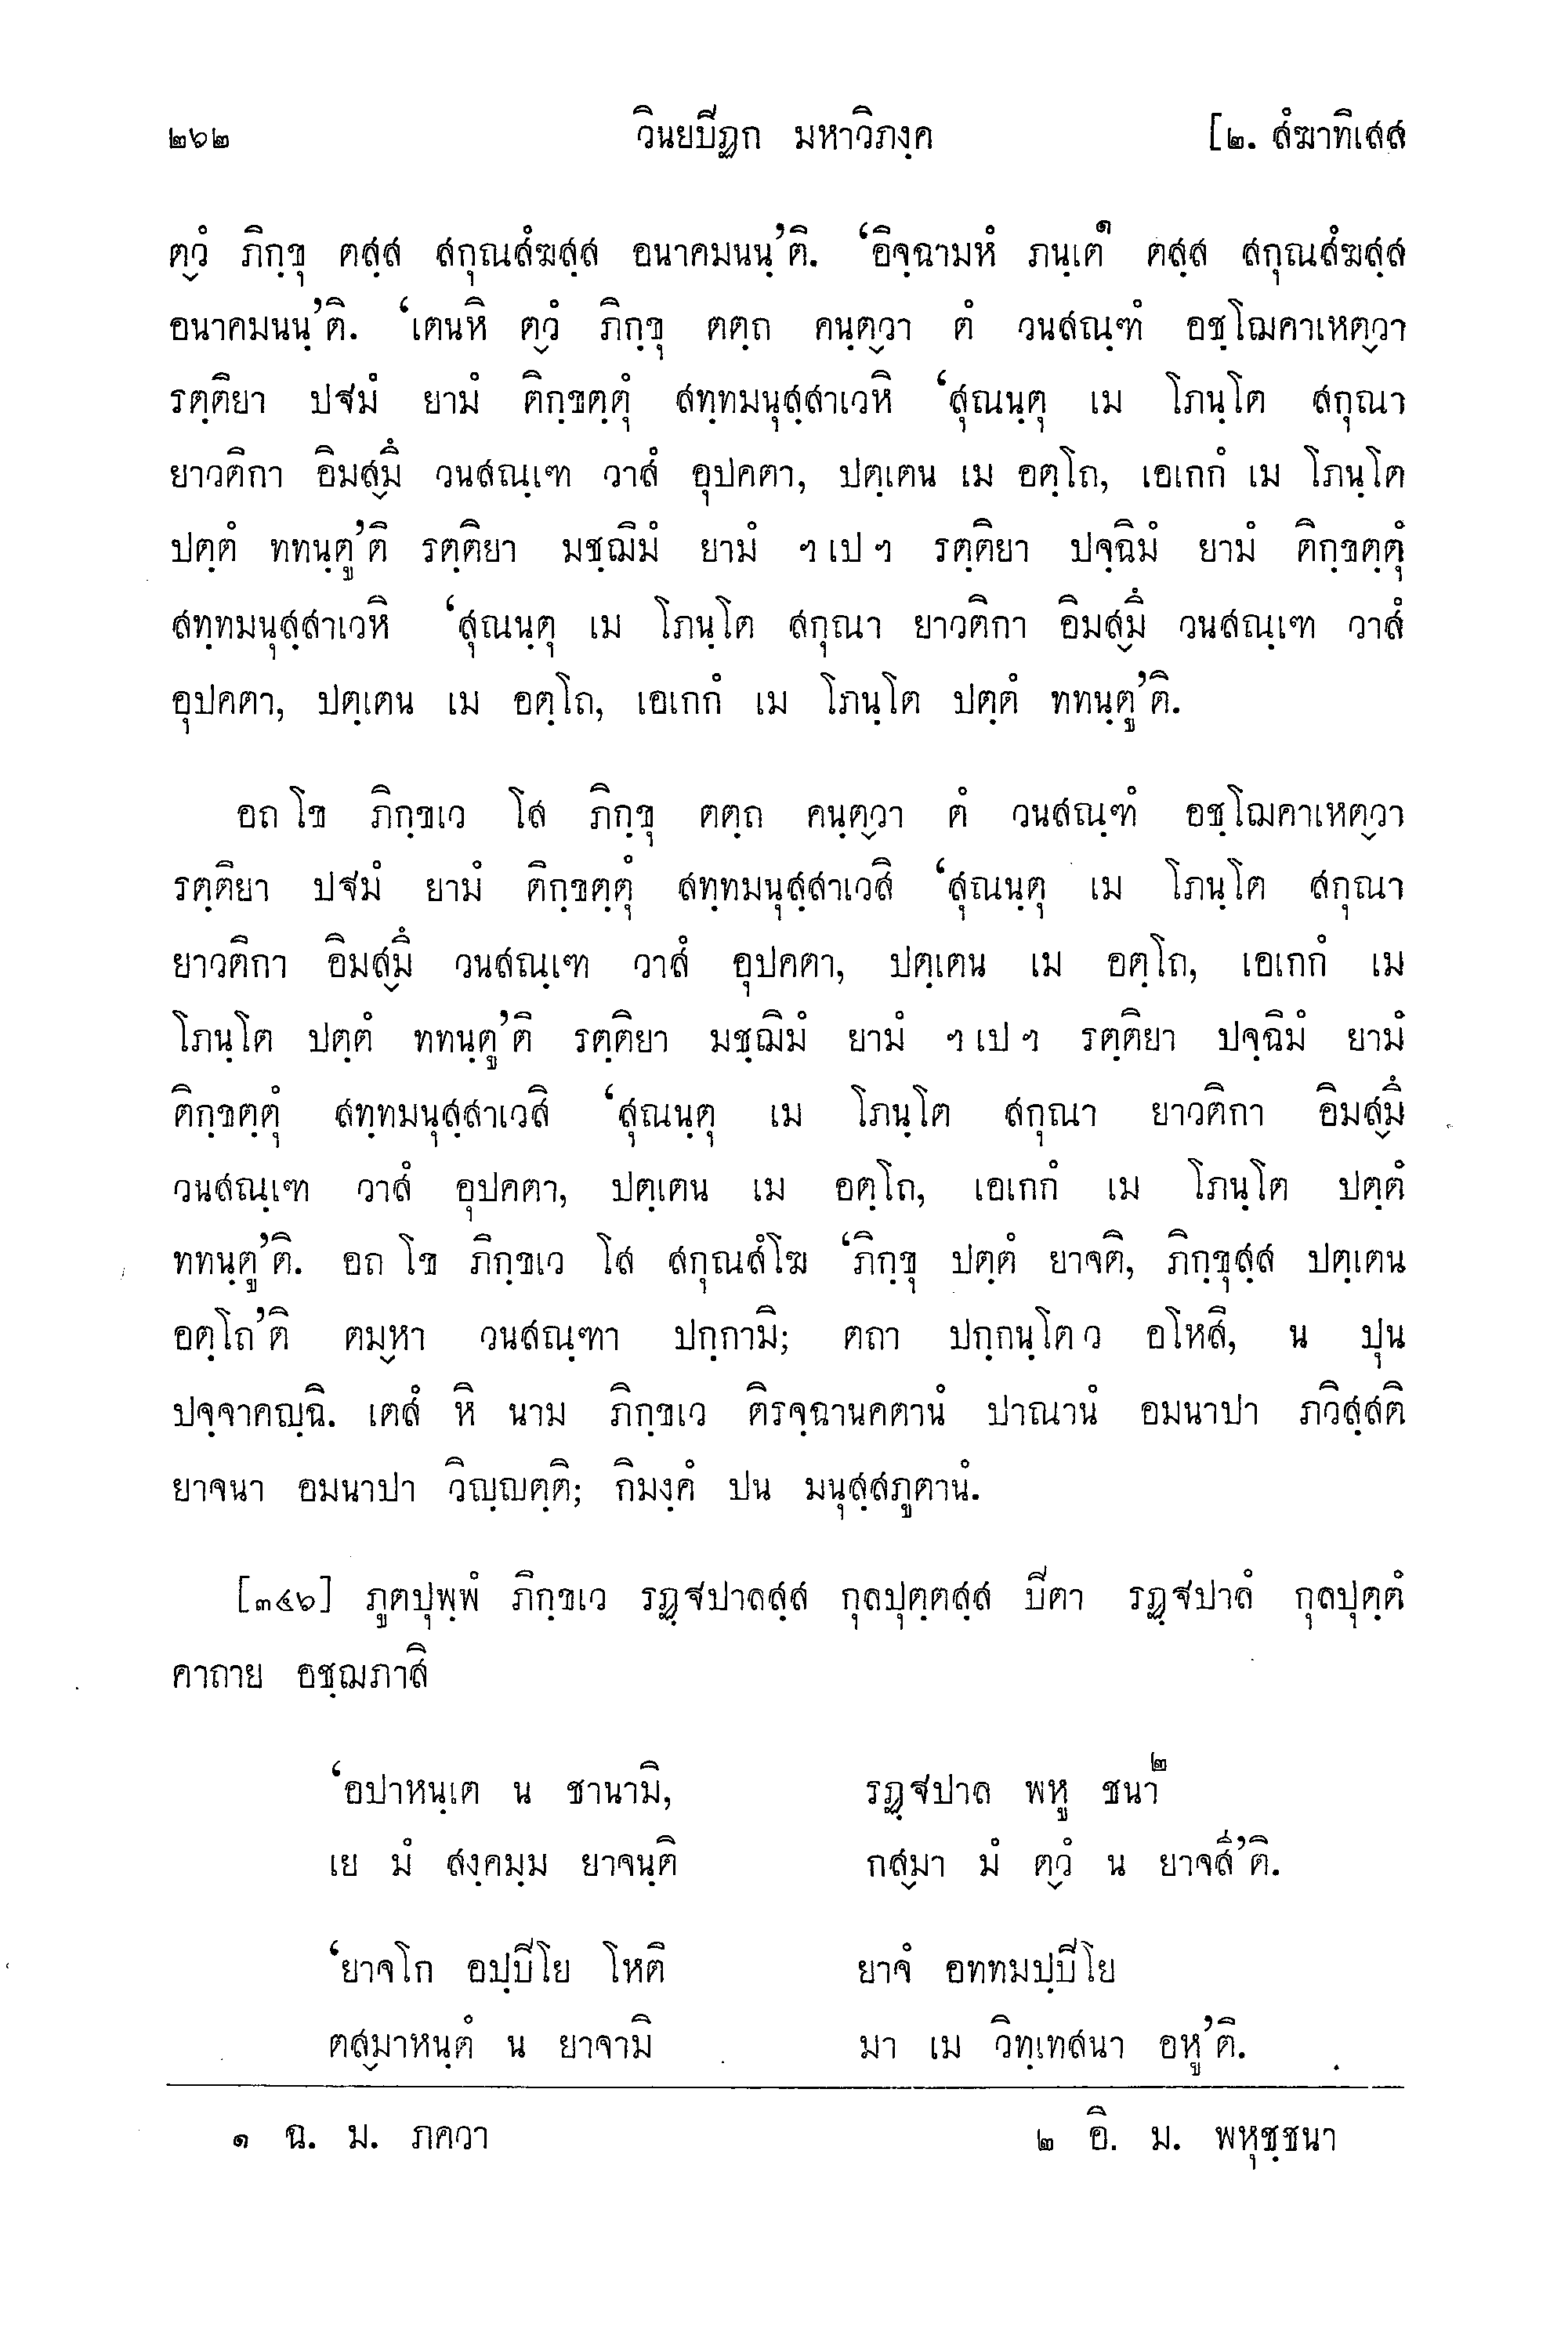 ๒๖๒ วินยปิฏก มหาวิภงฺค [๒. สํฆาทิเสส
ตฺวํ ภิกฺขุ ตสฺส สกุณสํฆสฺส อนาคมนนฺ’ติ. ‘อิจฺฉามหํ ภนฺเต๑ ตสฺส สกุณสํฆสฺส
อนาคมนนฺ’ติ. ‘เตนหิ ตฺวํ ภิกฺขุ ตตฺถ คนฺตฺวา ตํ วนสณฺฑํ อชฺโฌคาเหตฺวา
รตฺติยา ปฐมํ ยามํ ติกฺขตฺตุํ สทฺทมนุสฺสาเวหิ ‘สุณนฺตุ เม โภนฺโต สกุณา
ยาวติกา อิมสฺมึ วนสณฺเฑ วาสํ อุปคตา, ปตฺเตน เม อตฺโถ, เอเกกํ เม โภนฺโต
ปตฺตํ ททนฺตู’ติ รตฺติยา มชฺฌิมํ ยามํ ฯ เป ฯ รตฺติยา ปจฺฉิมํ ยามํ ติกฺขตฺตุํ
สทฺทมนุสฺสาเวหิ ‘สุณนฺตุ เม โภนฺโต สกุณา ยาวติกา อิมสฺมึ วนสณฺเฑ วาสํ
อุปคตา, ปตฺเตน เม อตฺโถ, เอเกกํ เม โภนฺโต ปตฺตํ ททนฺตู’ติ.
อถ โข ภิกฺขเว โส ภิกฺขุ ตตฺถ คนฺตฺวา ตํ วนสณฺฑํ อชฺโฌคาเหตฺวา
รตฺติยา ปฐมํ ยามํ ติกฺขตฺตุํ สทฺทมนุสฺสาเวสิ ‘สุณนฺตุ เม โภนฺโต สกุณา
ยาวติกา อิมสฺมึ วนสณฺเฑ วาสํ อุปคตา, ปตฺเตน เม อตฺโถ, เอเกกํ เม
โภนฺโต ปตฺตํ ททนฺตู’ติ รตฺติยา มชฺฌิมํ ยามํ ฯ เป ฯ รตฺติยา ปจฺฉิมํ ยามํ
ติกฺขตฺตุํ สทฺทมนุสฺสาเวสิ ‘สุณนฺตุ เม โภนฺโต สกุณา ยาวติกา อิมสฺมึ
วนสณฺเฑ วาสํ อุปคตา, ปตฺเตน เม อตฺโถ, เอเกกํ เม โภนฺโต ปตฺตํ
ททนฺตู’ติ. อถ โข ภิกฺขเว โส สกุณสํโฆ ‘ภิกฺขุ ปตฺตํ ยาจติ, ภิกฺขุสฺส ปตฺเตน
อตฺโถ’ติ ตมฺหา วนสณฺฑา ปกฺกามิ; ตถา ปกฺกนฺโต ว อโหสิ, น ปุน
ปจฺจาคญฺฉิ. เตสํ หิ นาม ภิกฺขเว ติรจฺฉานคตานํ ปาณานํ อมนาปา ภวิสฺสติ
ยาจนา อมนาปา วิญฺญตฺติ; กิมงฺคํ ปน มนุสฺสภูตานํ.
[๓๔๖] ภูตปุพฺพํ ภิกฺขเว รฏฺฐปาลสฺส กุลปุตฺตสฺส ปิตา รฏฺฐปาลํ กุลปุตฺตํ
คาถาย อชฺฌภาสิ
‘อปาหนฺเต น ชานามิ, รฏฺฐปาล พหู ชนา๒
เย มํ สงฺคมฺม ยาจนฺติ กสฺมา มํ ตฺวํ น ยาจสี’ติ.
‘ยาจโก อปฺปิโย โหติ ยาจํ อททมปฺปิโย
ตสฺมาหนฺตํ น ยาจามิ มา เม วิทฺเทสนา อหู’ติ.
๑ ฉ. ม. ภควา ๒ อิ. ม. พหุชฺชนา